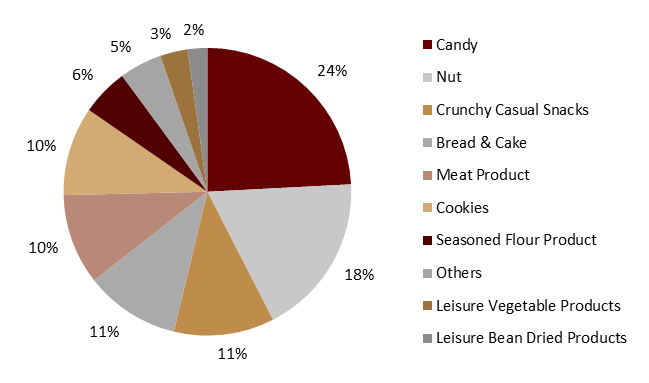 2%
3%
5%
6%
10%
10%
11%
11%
18%
24%
Candy
Nut
Crunchy Casual Snacks
Bread & Cake
Meat Product
Cookies
Seasoned Flour Product
Others
Leisure Vegetable Products
Leisure Bean Dried Products